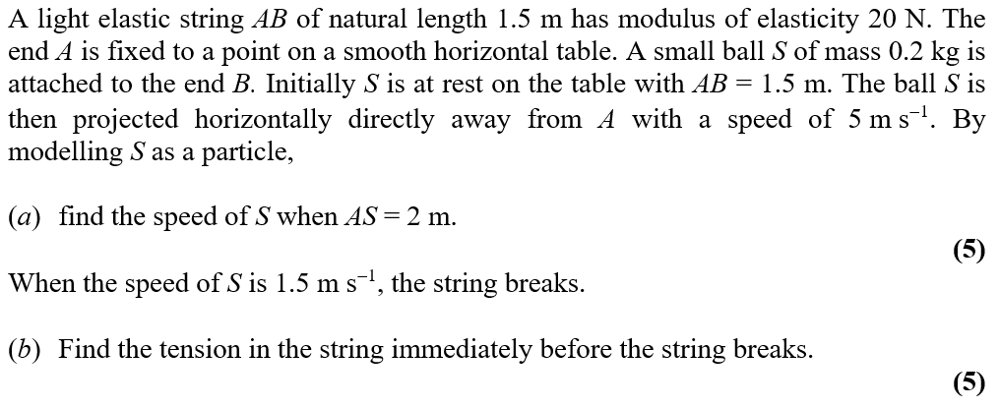 A light elastic string AB of natural length 1.5 m has modulus of elasticity 20 N. The
end A is fixed to a point on a smooth horizontal table. A small ball S of mass 0.2 kg is
attached to the end B. Initially S is at rest on the table with AB = 1.5 m. The ball S is
then projected horizontally directly away from A with a speed of 5 m s⁻¹. By
modelling S as a particle,
(a) find the speed of S when AS = 2 m.
(5)
When the speed of S is 1.5 m s⁻¹, the string breaks.
(b) Find the tension in the string immediately before the string breaks.
(5)